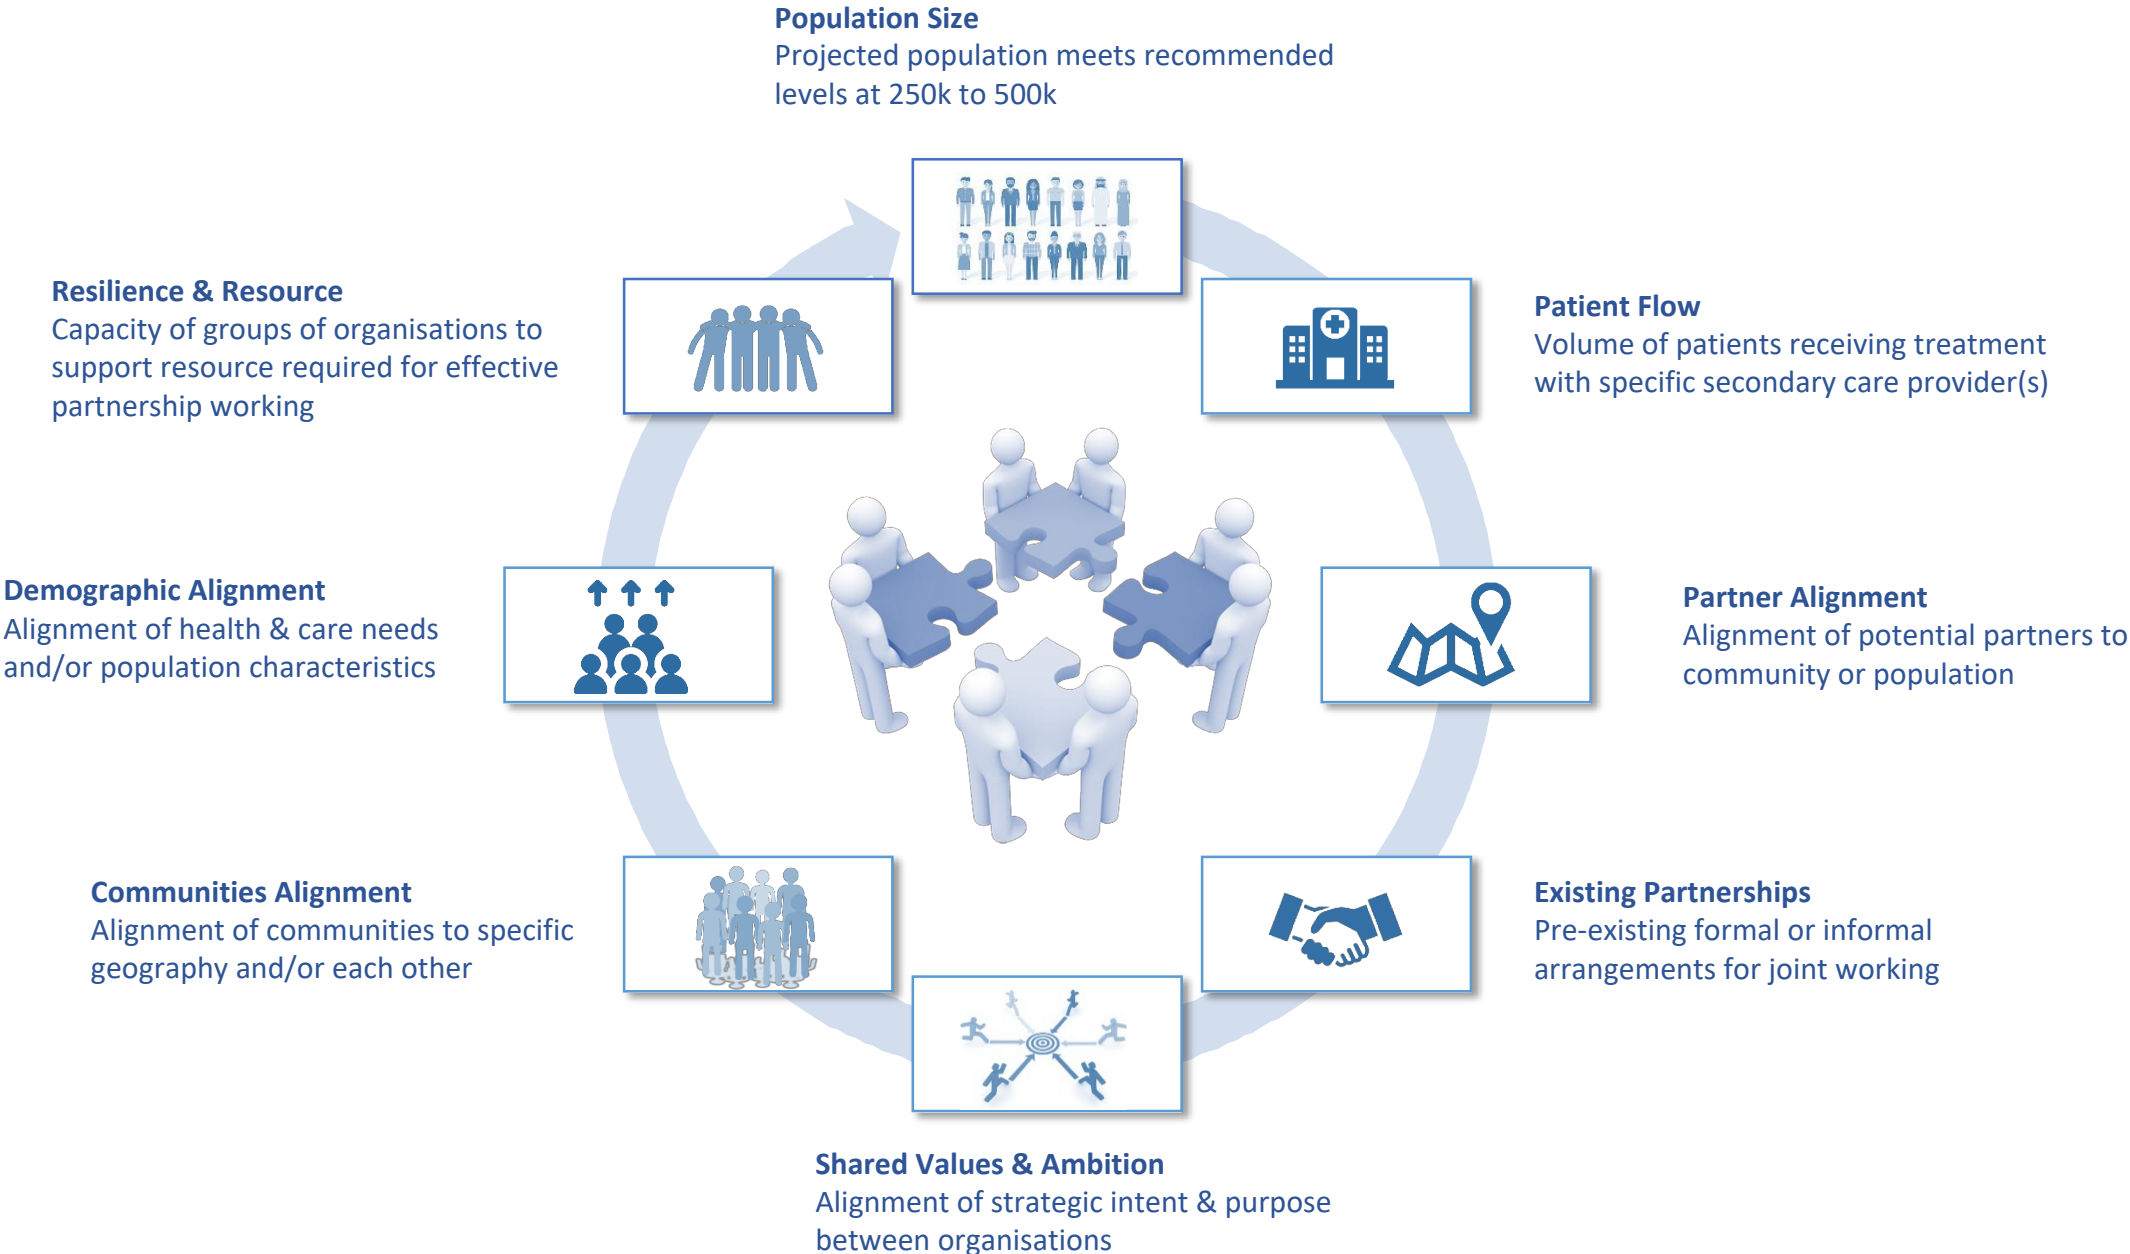 Population Size
Projected population meets recommended
levels at 250k to 500k
Patient Flow
Volume of patients receiving treatment
with specific secondary care provider(s)
Partner Alignment
Alignment of potential partners to
community or population
Existing Partnerships
Pre-existing formal or informal
arrangements for joint working
Shared Values & Ambition
Alignment of strategic intent & purpose
between organisations
Communities Alignment
Alignment of communities to specific
geography and/or each other
Demographic Alignment
Alignment of health & care needs
and/or population characteristics
Resilience & Resource
Capacity of groups of organisations to
support resource required for effective
partnership working